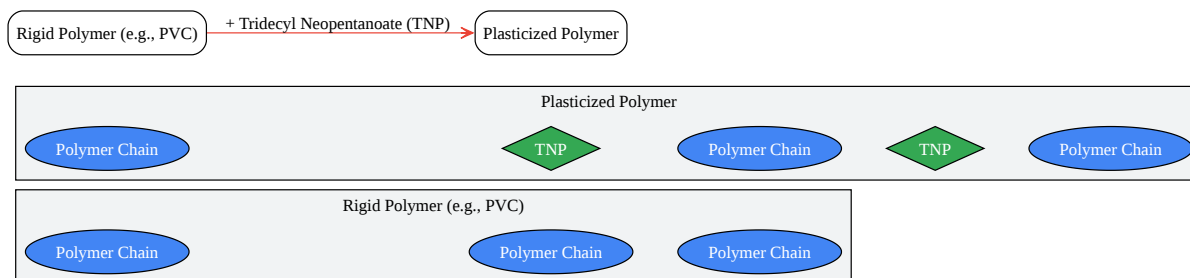 + Tridecyl Neopentanoate (TNP)
Rigid Polymer (e.g., PVC)
Plasticized Polymer
Plasticized Polymer
Polymer Chain
TNP
Polymer Chain
TNP
Polymer Chain
Rigid Polymer (e.g., PVC)
Polymer Chain
Polymer Chain
Polymer Chain